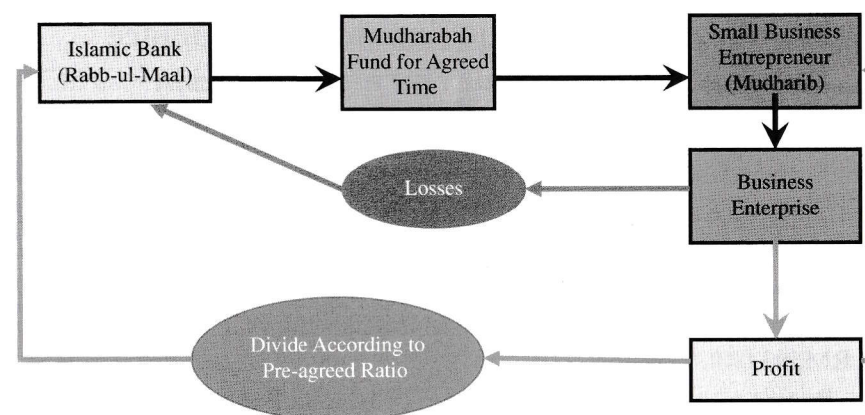 Islamic Bank
(Rabb-ul-Maal)
Mudharabah
Fund for Agreed
Time
Small Business
Entrepreneur
(Mudharib)
Losses
Business
Enterprise
Divide According to
Pre-agreed Ratio
Profit